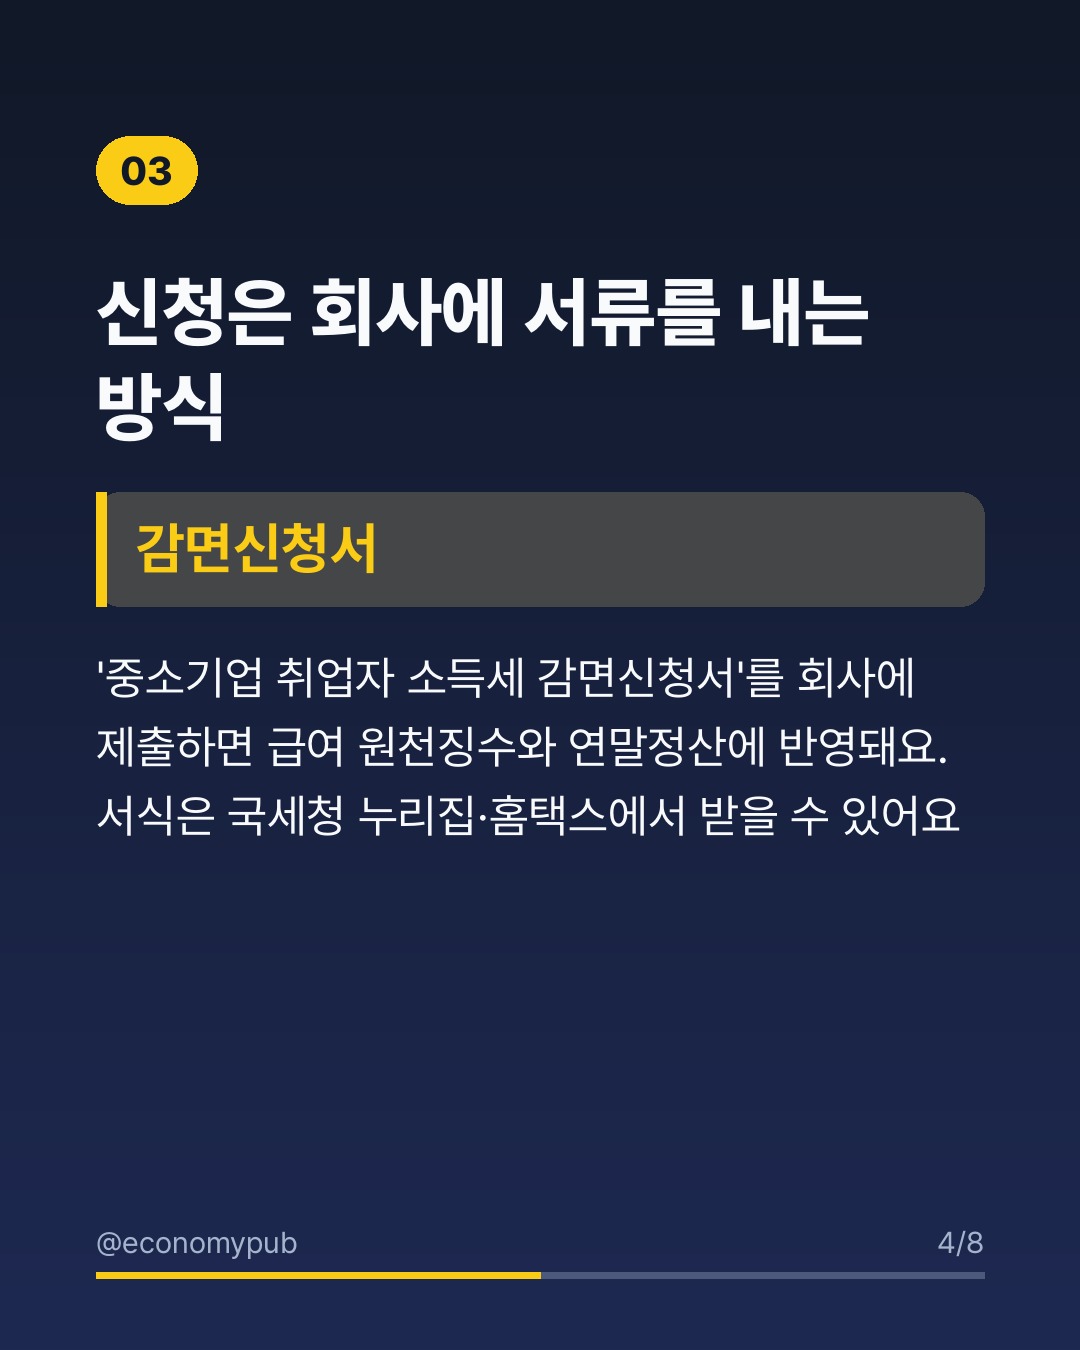 03
신청은 회사에 서류를 내는
방식
감면신청서
'중소기업 취업자 소득세 감면신청서'를 회사에
제출하면 급여 원천징수와 연말정산에 반영돼요.
서식은 국세청 누리집·홈택스에서 받을 수 있어요
@economypub
4/8